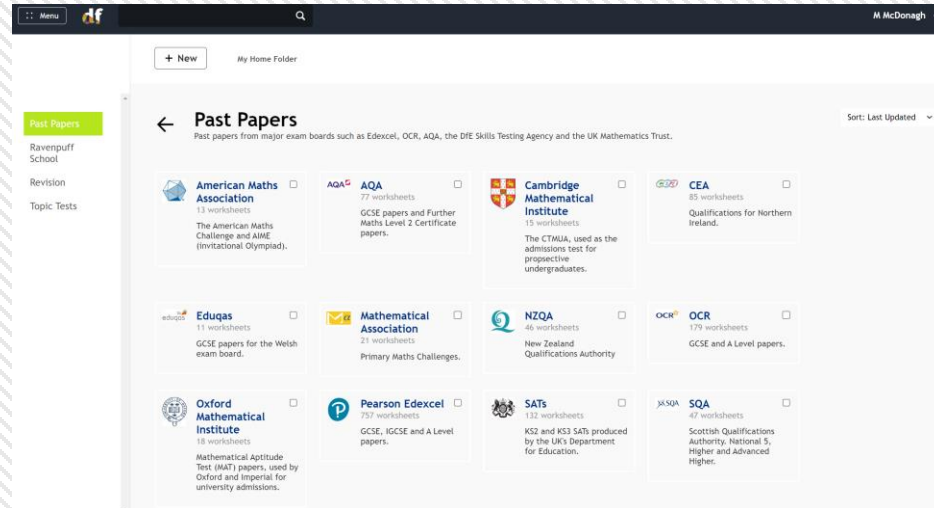 :: Menu
df
M McDonagh
+ New
My Home Folder
Past Papers
Ravenpuff
School
Revision
Topic Tests
Past Papers
Past papers from major exam boards such as Edexcel, OCR, AQA, the DfE Skills Testing Agency and the UK Mathematics Trust.
Sort: Last Updated
American Maths
Association
13 worksheets
The American Maths
Challenge and AIME
(invitational Olympiad).
AQA
AQA
77 worksheets
GCSE papers and Further
Maths Level 2 Certificate
papers.
Cambridge
Mathematical
Institute
15 worksheets
The CTMUA, used as the
admissions test for
propsective
undergraduates.
CEA
85 worksheets
Qualifications for Northern
Ireland.
eduqas
Eduqas
11 worksheets
GCSE papers for the Welsh
exam board.
Mathematical
Association
21 worksheets
Primary Maths Challenges.
NZQA
46 worksheets
New Zealand
Qualifications Authority
OCR
OCR
179 worksheets
GCSE and A Level papers.
Oxford
Mathematical
Institute
18 worksheets
Mathematical Aptitude
Test (MAT) papers, used by
Oxford and Imperial for
university admissions.
Pearson Edexcel
757 worksheets
GCSE, IGCSE and A Level
papers.
SATs
132 worksheets
KS2 and KS3 SATs produced
by the UK's Department
for Education.
SQA
SQA
47 worksheets
Scottish Qualifications
Authority. National 5,
Higher and Advanced
Higher.